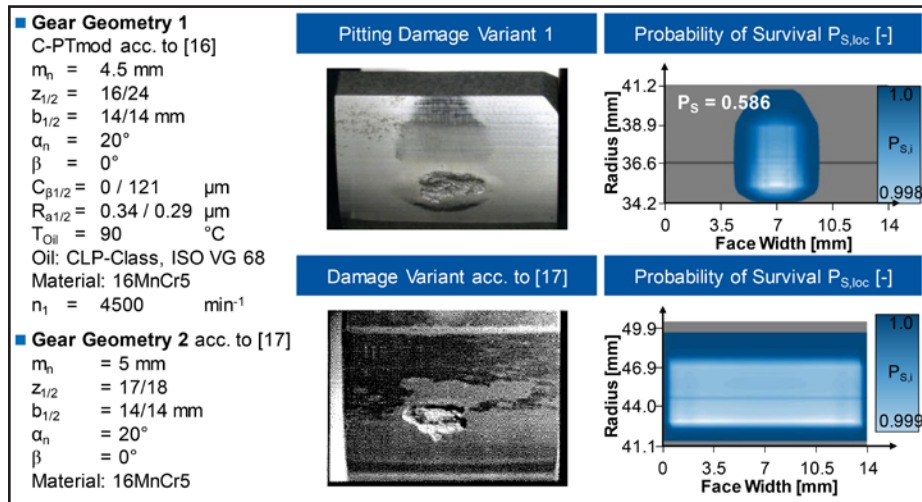 ■ Gear Geometry 1
C-PTmod acc. to [16]
mₙ = 4.5 mm
z₁/₂ = 16/24
b₁/₂ = 14/14 mm
αₙ = 20°
β = 0°
Cβ1/2 = 0 / 121 µm
Rₐ₁/₂ = 0.34 / 0.29 µm
T_Oil = 90 °C
Oil: CLP-Class, ISO VG 68
Material: 16MnCr5
n₁ = 4500 min⁻¹
■ Gear Geometry 2 acc. to [17]
mₙ = 5 mm
z₁/₂ = 17/18
b₁/₂ = 14/14 mm
αₙ = 20°
β = 0°
Material: 16MnCr5
Pitting Damage Variant 1
Probability of Survival P_S,loc [-]
P_S = 0.586
Radius [mm]
41.2
38.9
36.6
34.2
0 3.5 7 10.5 14
Face Width [mm]
1.0
P_S,i
0.998
Damage Variant acc. to [17]
Probability of Survival P_S,loc [-]
Radius [mm]
49.9
46.9
44.0
41.1
0 3.5 7 10.5 14
Face Width [mm]
1.0
P_S,i
0.999